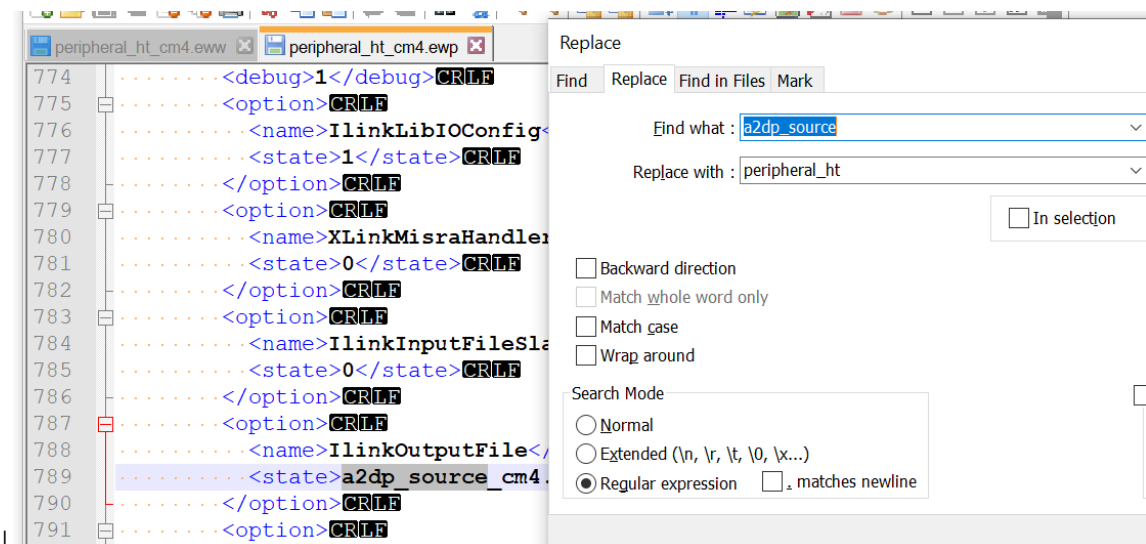 peripheral_ht_cm4.eww peripheral_ht_cm4.ewp
774 <debug>1</debug>CRLF
775 <option>CRLF
776 <name>IlinkLibIOConfig<
777 <state>1</state>CRLF
778 </option>CRLF
779 <option>CRLF
780 <name>XLinkMisraHandler
781 <state>0</state>CRLF
782 </option>CRLF
783 <option>CRLF
784 <name>IlinkInputFileSla
785 <state>0</state>CRLF
786 </option>CRLF
787 <option>CRLF
788 <name>IlinkOutputFile</
789 <state>a2dp_source_cm4.
790 </option>CRLF
791 <option>CRLF
Replace
Find Replace Find in Files Mark
Find what : a2dp_source
Replace with : peripheral_ht
In selection
Backward direction
Match whole word only
Match case
Wrap around
Search Mode
Normal
Extended (\n, \r, \t, \0, \x...)
Regular expression . matches newline